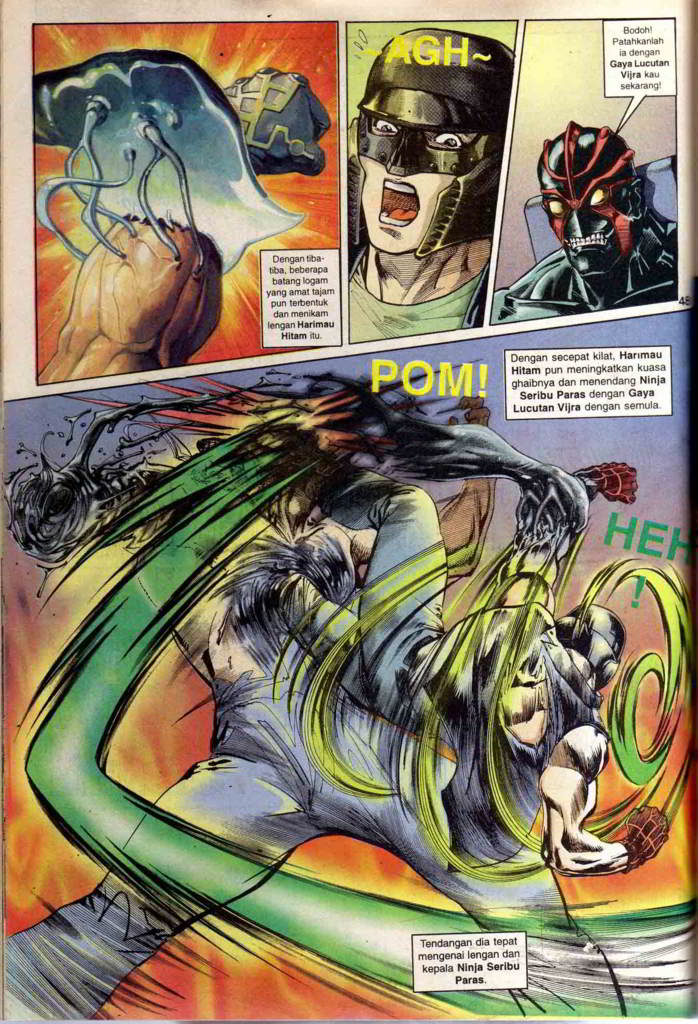 Dengan tiba-
tiba, beberapa
batang logam
yang amat tajam
pun terbentuk
dan menikam
lengan Harimau
Hitam itu.
~AGH~
Bodoh!
Patahkanlah
ia dengan
Gaya Lucutan
Vijra kau
sekarang!
48
POM!
Dengan secepat kilat, Harimau
Hitam pun meningkatkan kuasa
ghaibnya dan menendang Ninja
Seribu Paras dengan Gaya
Lucutan Vijra dengan semula.
HEH
!
Tendangan dia tepat
mengenai lengan dan
kepala Ninja Seribu
Paras.